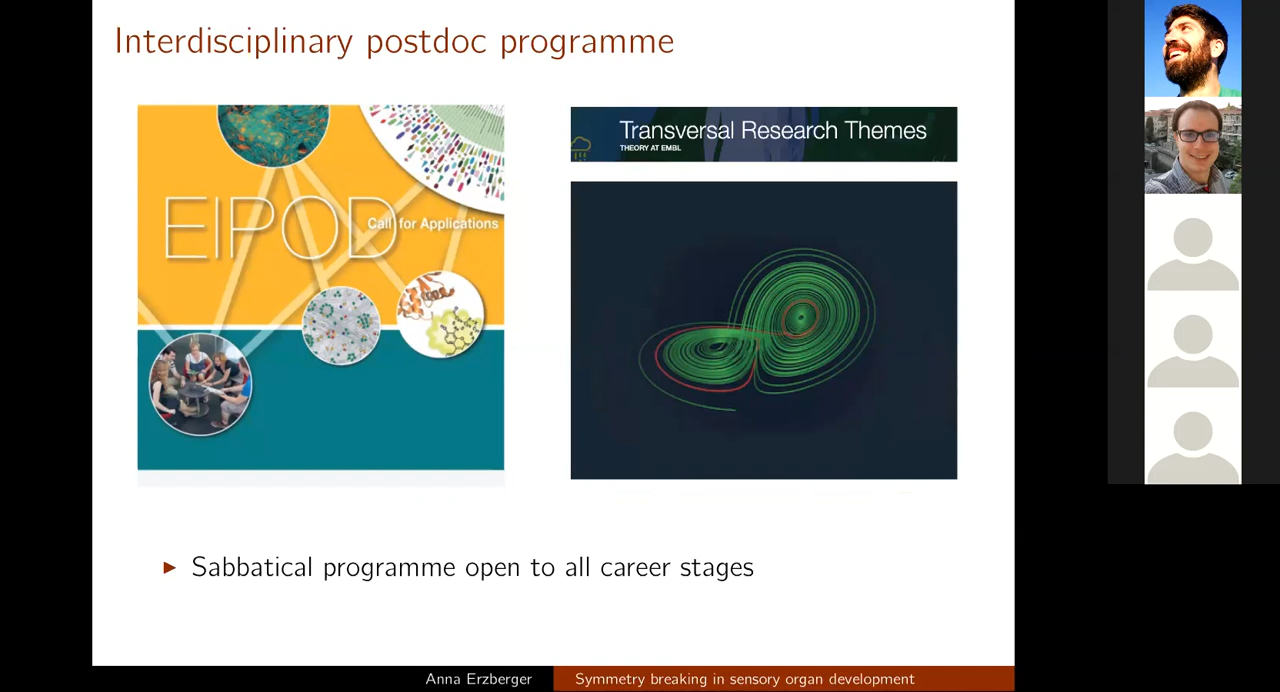 Interdisciplinary postdoc programme
EIPOD
Call for Applications
Transversal Research Themes
THEORY AT EMBL
▶ Sabbatical programme open to all career stages
Anna Erzberger
Symmetry breaking in sensory organ development